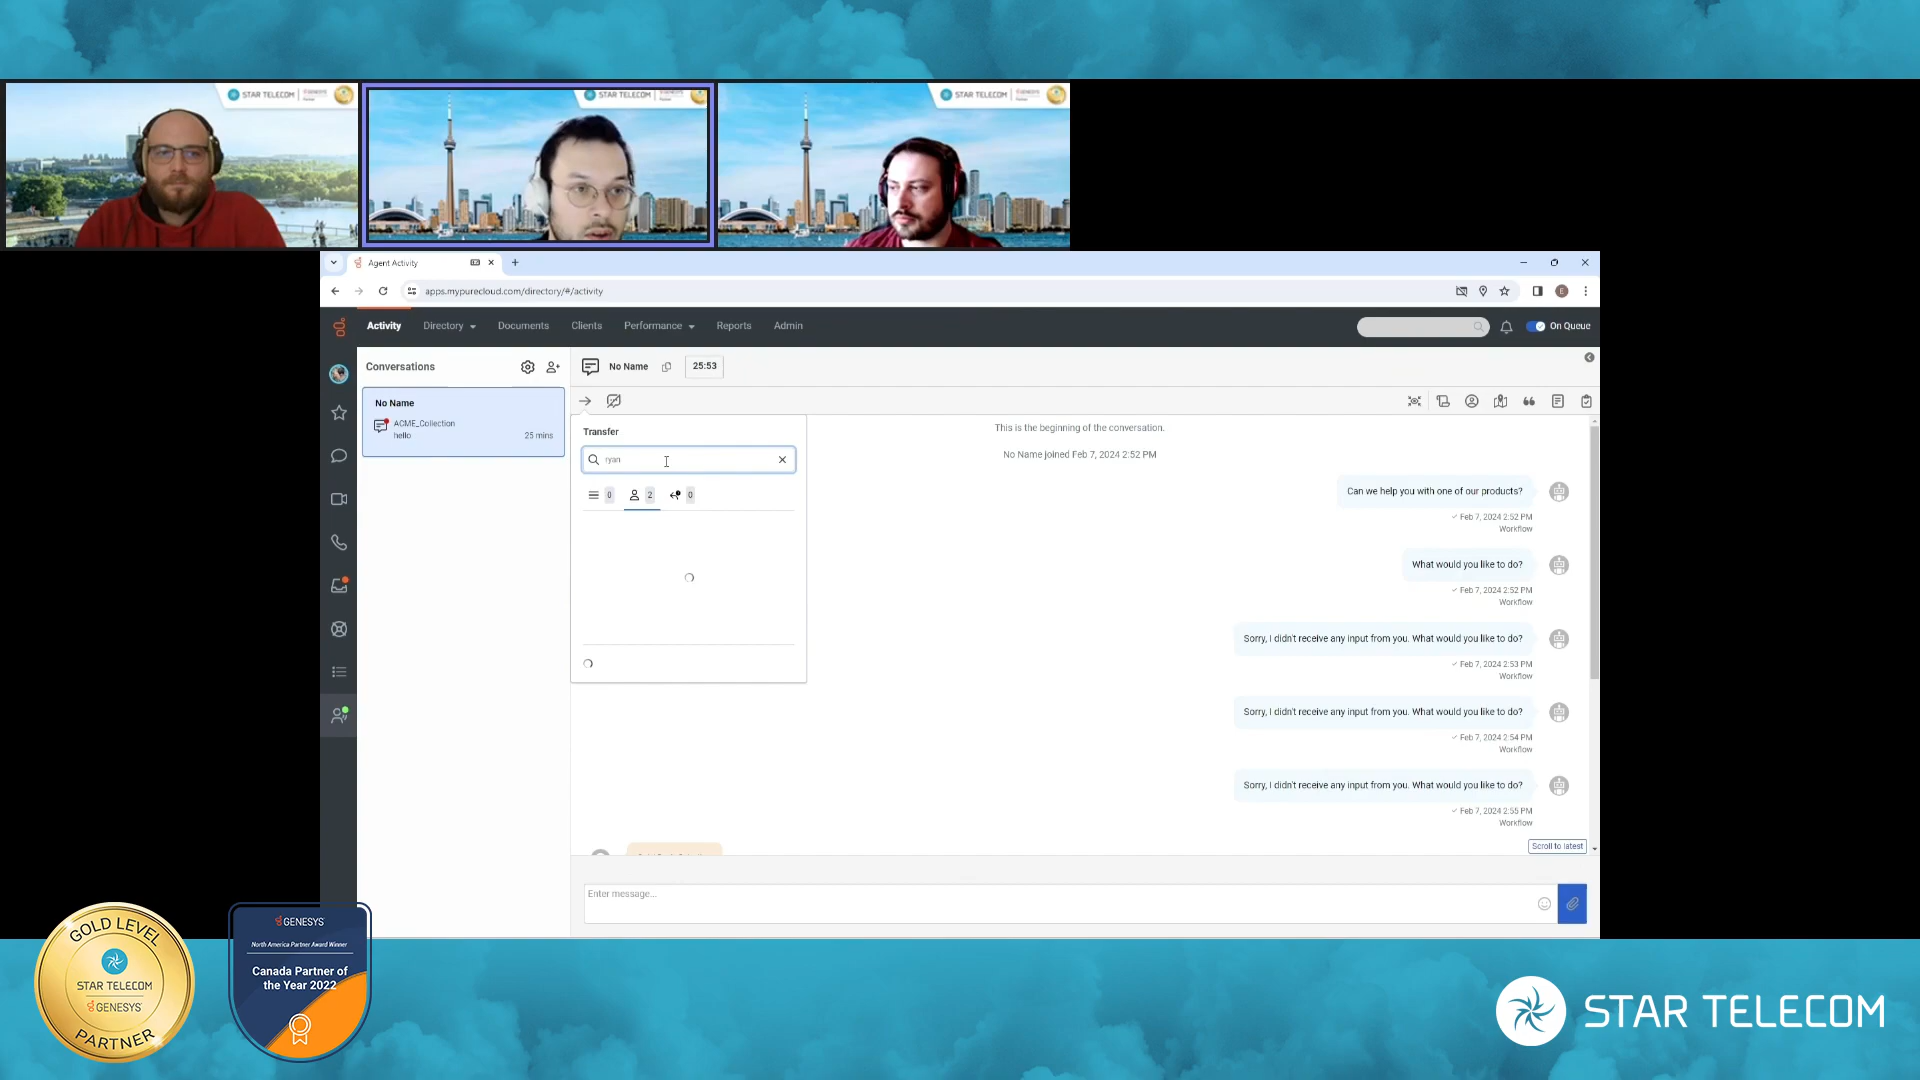 STAR TELECOM
STAR TELECOM
STAR TELECOM
Agent Activity
apps.mypurecloud.com/directory/#/activity
E
Activity
Directory
Documents
Clients
Performance
Reports
Admin
On Queue
Conversations
No Name
25:53
No Name
ACME_Collection
hello
25 mins
Transfer
ryan
0
2
0
This is the beginning of the conversation.
No Name joined Feb 7, 2024 2:52 PM
Can we help you with one of our products?
Feb 7, 2024 2:52 PM
Workflow
What would you like to do?
Feb 7, 2024 2:52 PM
Workflow
Sorry, I didn't receive any input from you. What would you like to do?
Feb 7, 2024 2:53 PM
Workflow
Sorry, I didn't receive any input from you. What would you like to do?
Feb 7, 2024 2:54 PM
Workflow
Sorry, I didn't receive any input from you. What would you like to do?
Feb 7, 2024 2:55 PM
Workflow
Scroll to latest
Enter message...
GOLD LEVEL
STAR TELECOM
GENESYS
PARTNER
GENESYS
North America Partner Award Winner
Canada Partner of
the Year 2022
STAR TELECOM